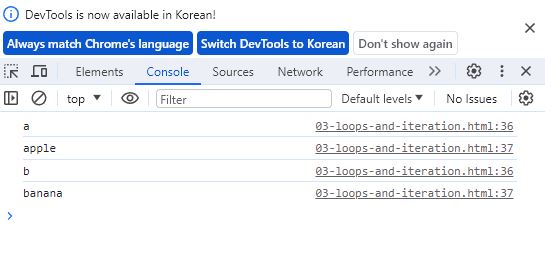 DevTools is now available in Korean!
Always match Chrome's language Switch DevTools to Korean Don't show again
Elements Console Sources Network Performance
top Filter Default levels No Issues
a 03-loops-and-iteration.html:36
apple 03-loops-and-iteration.html:37
b 03-loops-and-iteration.html:36
banana 03-loops-and-iteration.html:37